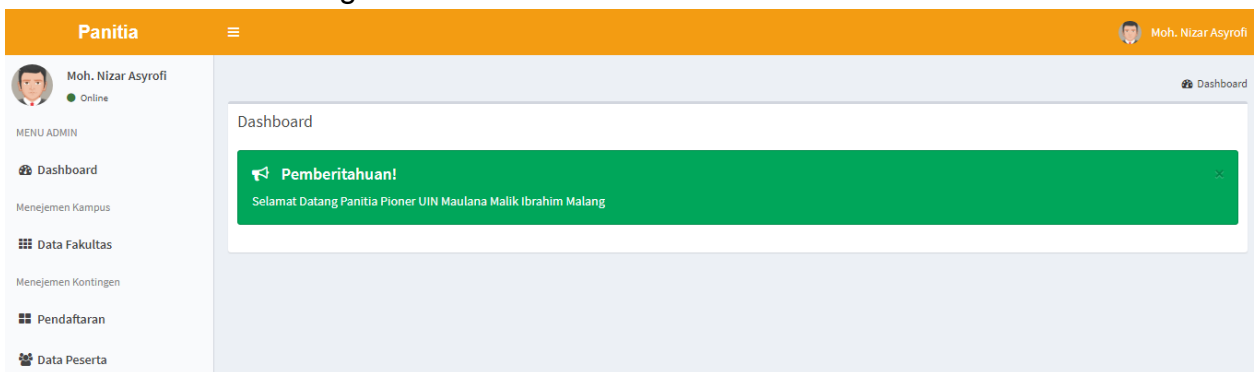 Panitia
Moh. Nizar Asyrofi
Moh. Nizar Asyrofi
Online
Dashboard
MENU ADMIN
Dashboard
Dashboard
Pemberitahuan!
×
Selamat Datang Panitia Pioner UIN Maulana Malik Ibrahim Malang
Menejemen Kampus
Data Fakultas
Menejemen Kontingen
Pendaftaran
Data Peserta